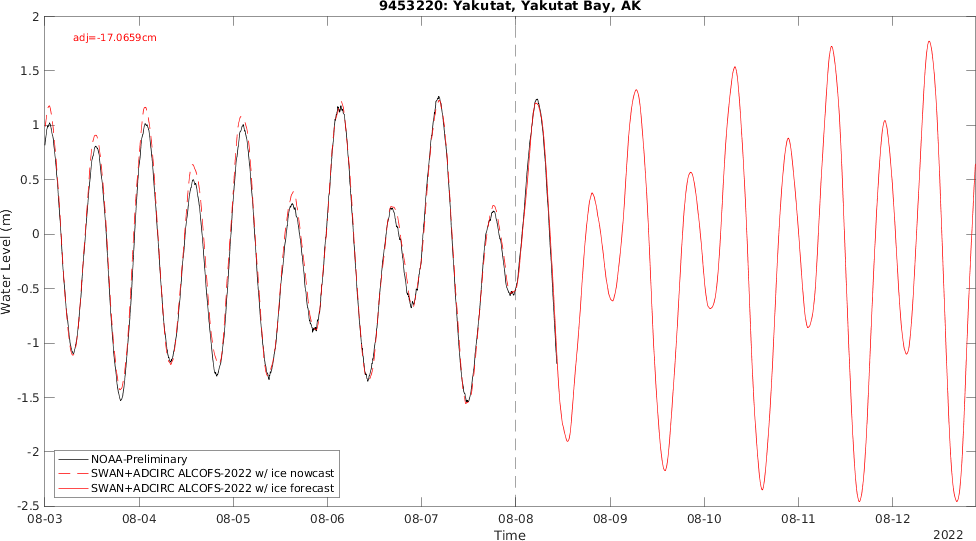 9453220: Yakutat, Yakutat Bay, AK
adj=-17.0659cm
2
1.5
1
0.5
0
-0.5
-1
-1.5
-2
-2.5
Water Level (m)
NOAA-Preliminary
SWAN+ADCIRC ALCOFS-2022 w/ ice nowcast
SWAN+ADCIRC ALCOFS-2022 w/ ice forecast
08-03 08-04 08-05 08-06 08-07 08-08 08-09 08-10 08-11 08-12
Time
2022